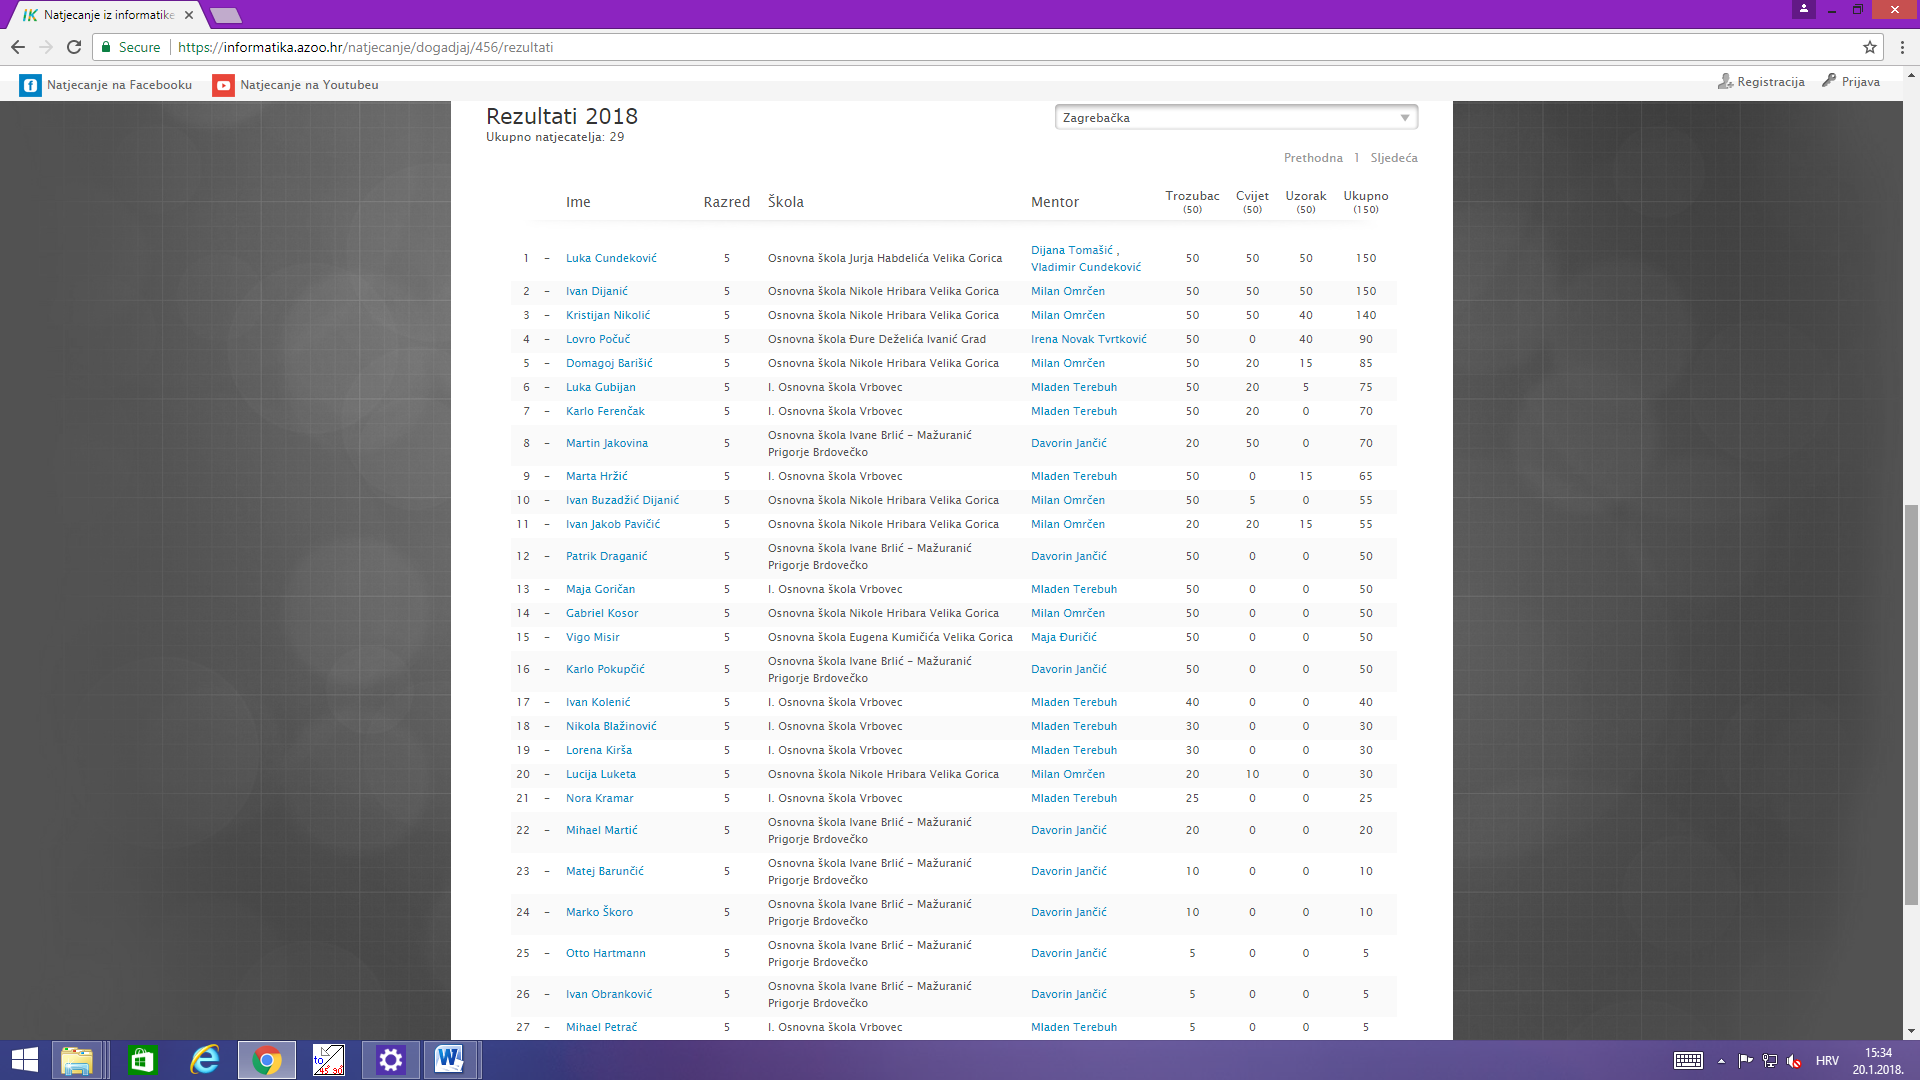 Natjecanje iz informatike
Secure https://informatika.azoo.hr/natjecanje/dogadjaj/456/rezultati
Natjecanje na Facebooku Natjecanje na Youtubeu Registracija Prijava
Rezultati 2018 Zagrebačka
Ukupno natjecatelja: 29
Prethodna 1 Sljedeća
Ime Razred Škola Mentor Trozubac (50) Cvijet (50) Uzorak (50) Ukupno (150)
1 - Luka Cundeković 5 Osnovna škola Jurja Habdelića Velika Gorica Dijana Tomašić , Vladimir Cundeković 50 50 50 150
2 - Ivan Dijanić 5 Osnovna škola Nikole Hribara Velika Gorica Milan Omrčen 50 50 50 150
3 - Kristijan Nikolić 5 Osnovna škola Nikole Hribara Velika Gorica Milan Omrčen 50 50 40 140
4 - Lovro Počuč 5 Osnovna škola Đure Deželića Ivanić Grad Irena Novak Tvrtković 50 0 40 90
5 - Domagoj Barišić 5 Osnovna škola Nikole Hribara Velika Gorica Milan Omrčen 50 20 15 85
6 - Luka Gubijan 5 I. Osnovna škola Vrbovec Mladen Terebuh 50 20 5 75
7 - Karlo Ferenčak 5 I. Osnovna škola Vrbovec Mladen Terebuh 50 20 0 70
8 - Martin Jakovina 5 Osnovna škola Ivane Brlić - Mažuranić Prigorje Brdovečko Davorin Jančić 20 50 0 70
9 - Marta Hržić 5 I. Osnovna škola Vrbovec Mladen Terebuh 50 0 15 65
10 - Ivan Buzadžić Dijanić 5 Osnovna škola Nikole Hribara Velika Gorica Milan Omrčen 50 5 0 55
11 - Ivan Jakob Pavičić 5 Osnovna škola Nikole Hribara Velika Gorica Milan Omrčen 20 20 15 55
12 - Patrik Draganić 5 Osnovna škola Ivane Brlić - Mažuranić Prigorje Brdovečko Davorin Jančić 50 0 0 50
13 - Maja Goričan 5 I. Osnovna škola Vrbovec Mladen Terebuh 50 0 0 50
14 - Gabriel Kosor 5 Osnovna škola Nikole Hribara Velika Gorica Milan Omrčen 50 0 0 50
15 - Vigo Misir 5 Osnovna škola Eugena Kumičića Velika Gorica Maja Đuričić 50 0 0 50
16 - Karlo Pokupčić 5 Osnovna škola Ivane Brlić - Mažuranić Prigorje Brdovečko Davorin Jančić 50 0 0 50
17 - Ivan Kolenić 5 I. Osnovna škola Vrbovec Mladen Terebuh 40 0 0 40
18 - Nikola Blažinović 5 I. Osnovna škola Vrbovec Mladen Terebuh 30 0 0 30
19 - Lorena Kirša 5 I. Osnovna škola Vrbovec Mladen Terebuh 30 0 0 30
20 - Lucija Luketa 5 Osnovna škola Nikole Hribara Velika Gorica Milan Omrčen 20 10 0 30
21 - Nora Kramar 5 I. Osnovna škola Vrbovec Mladen Terebuh 25 0 0 25
22 - Mihael Martić 5 Osnovna škola Ivane Brlić - Mažuranić Prigorje Brdovečko Davorin Jančić 20 0 0 20
23 - Matej Barunčić 5 Osnovna škola Ivane Brlić - Mažuranić Prigorje Brdovečko Davorin Jančić 10 0 0 10
24 - Marko Škoro 5 Osnovna škola Ivane Brlić - Mažuranić Prigorje Brdovečko Davorin Jančić 10 0 0 10
25 - Otto Hartmann 5 Osnovna škola Ivane Brlić - Mažuranić Prigorje Brdovečko Davorin Jančić 5 0 0 5
26 - Ivan Obranković 5 Osnovna škola Ivane Brlić - Mažuranić Prigorje Brdovečko Davorin Jančić 5 0 0 5
27 - Mihael Petrač 5 I. Osnovna škola Vrbovec Mladen Terebuh 5 0 0 5
HRV 15:34
20.1.2018.